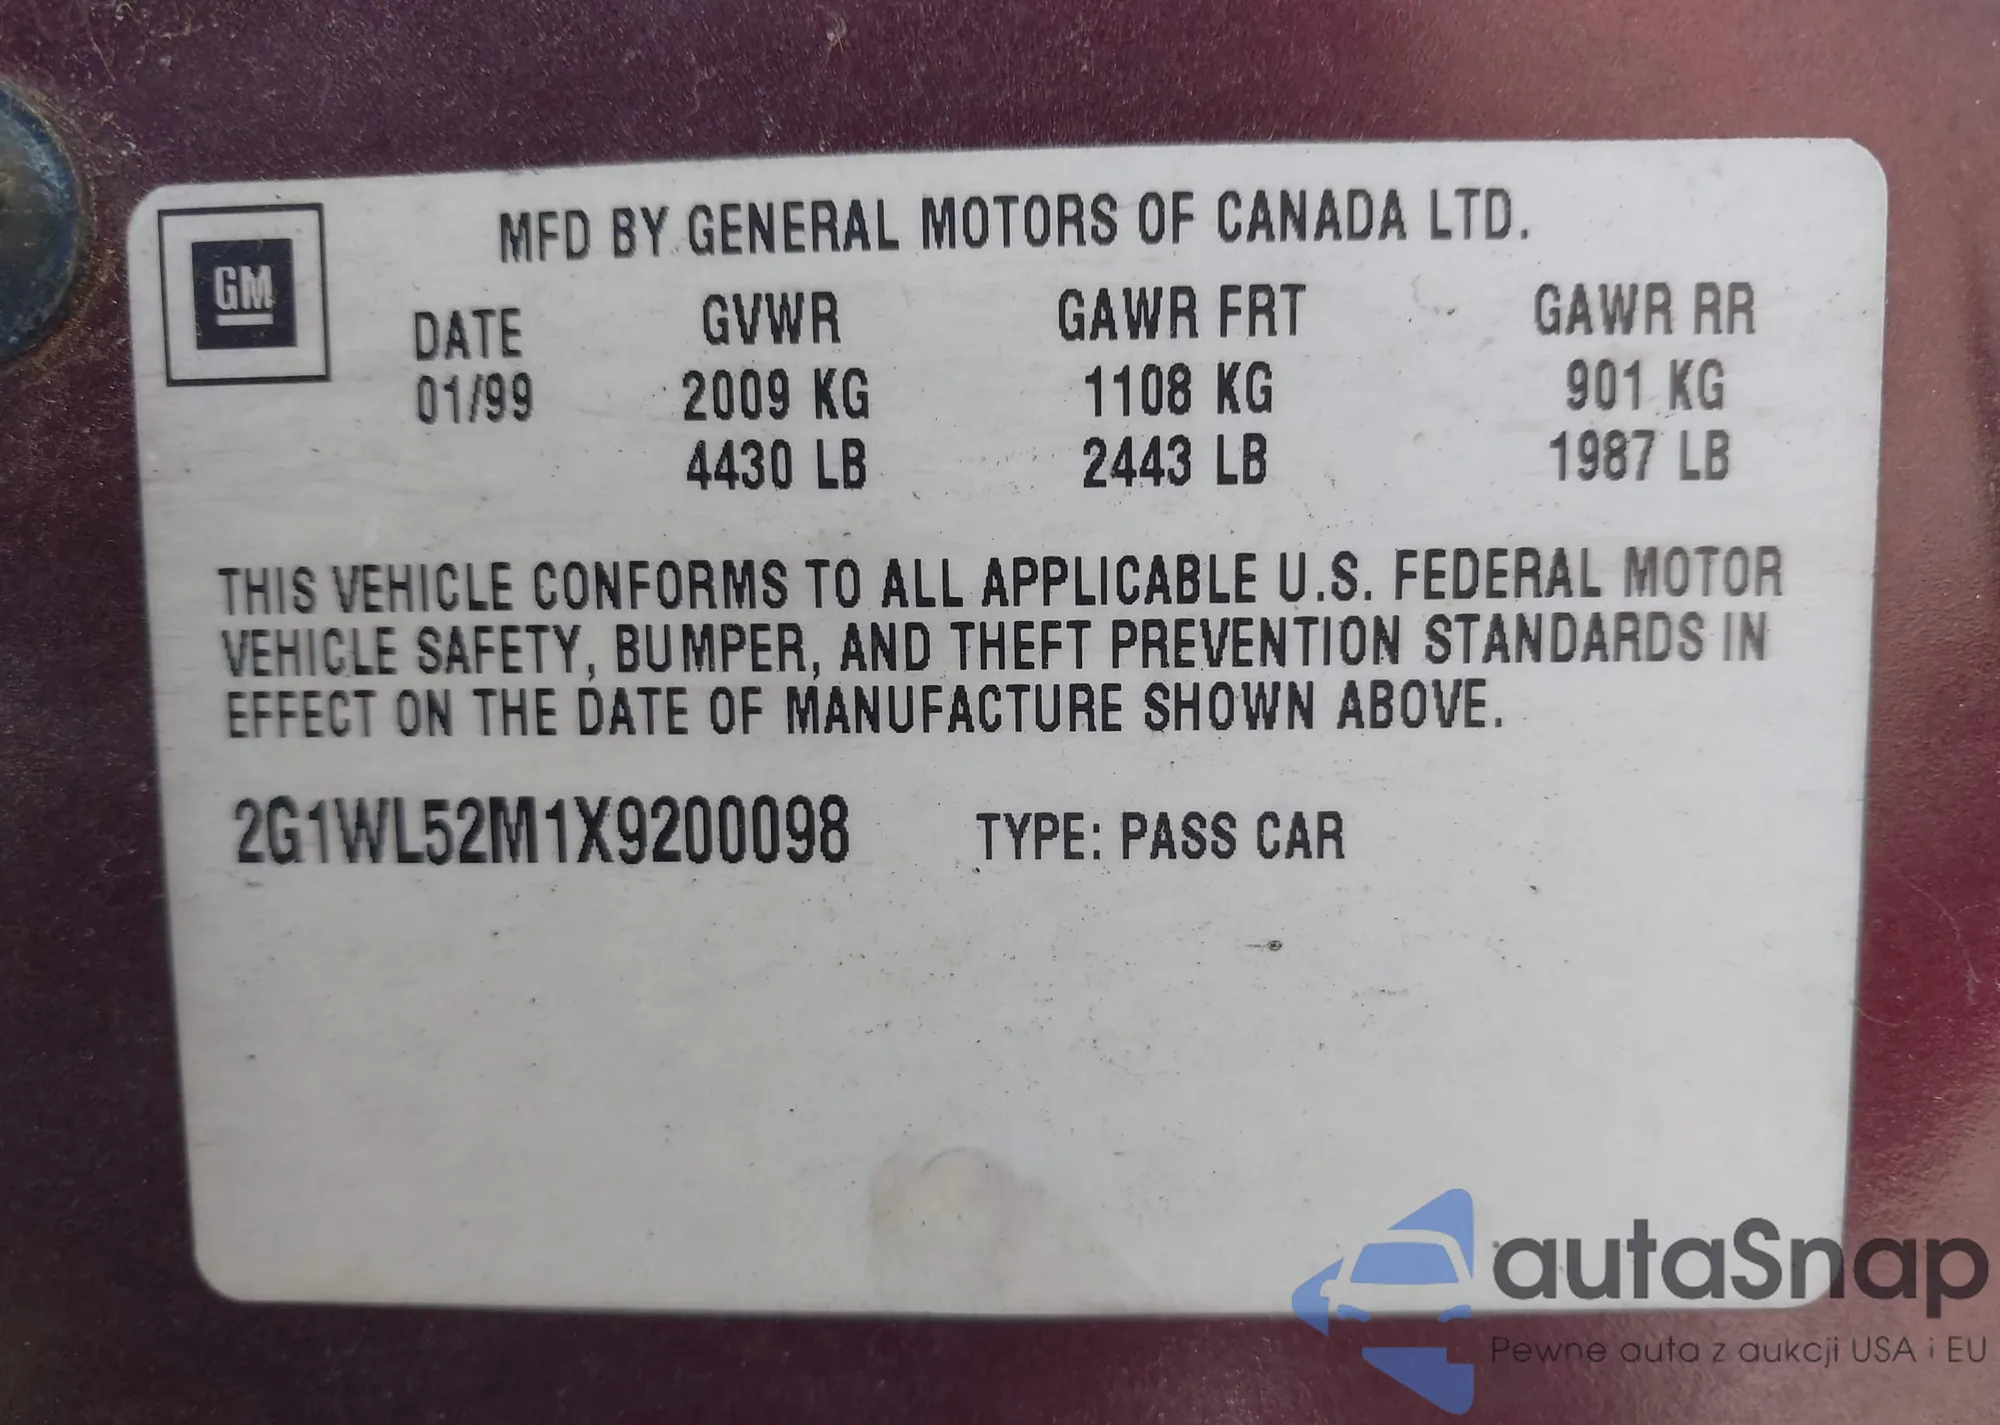 GM
MFD BY GENERAL MOTORS OF CANADA LTD.
DATE GVWR GAWR FRT GAWR RR
01/99 2009 KG 1108 KG 901 KG
4430 LB 2443 LB 1987 LB
THIS VEHICLE CONFORMS TO ALL APPLICABLE U.S. FEDERAL MOTOR
VEHICLE SAFETY, BUMPER, AND THEFT PREVENTION STANDARDS IN
EFFECT ON THE DATE OF MANUFACTURE SHOWN ABOVE.
2G1WL52M1X9200098 TYPE: PASS CAR
autaSnap
Pewne auta z aukcji USA i EU